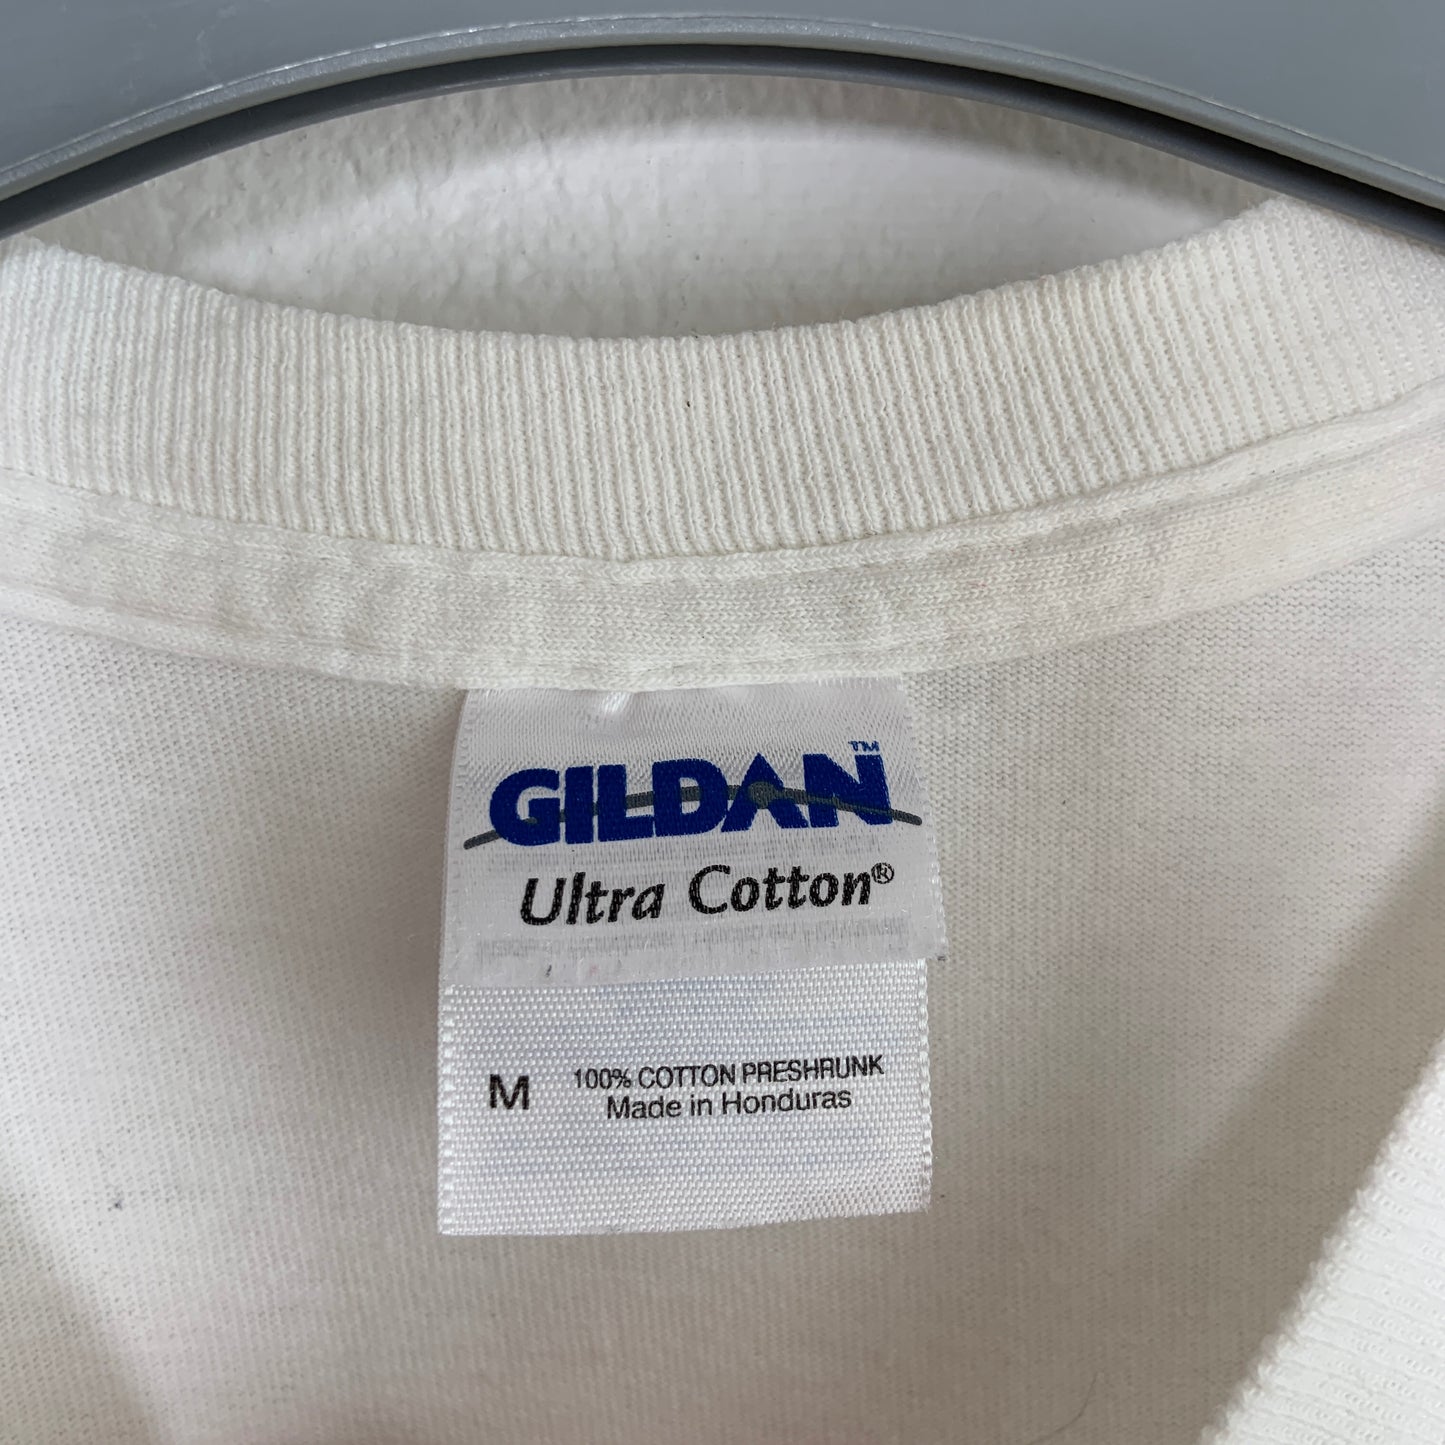 GILDAN™
Ultra Cotton®
M 100% COTTON PRESHRUNK
Made in Honduras